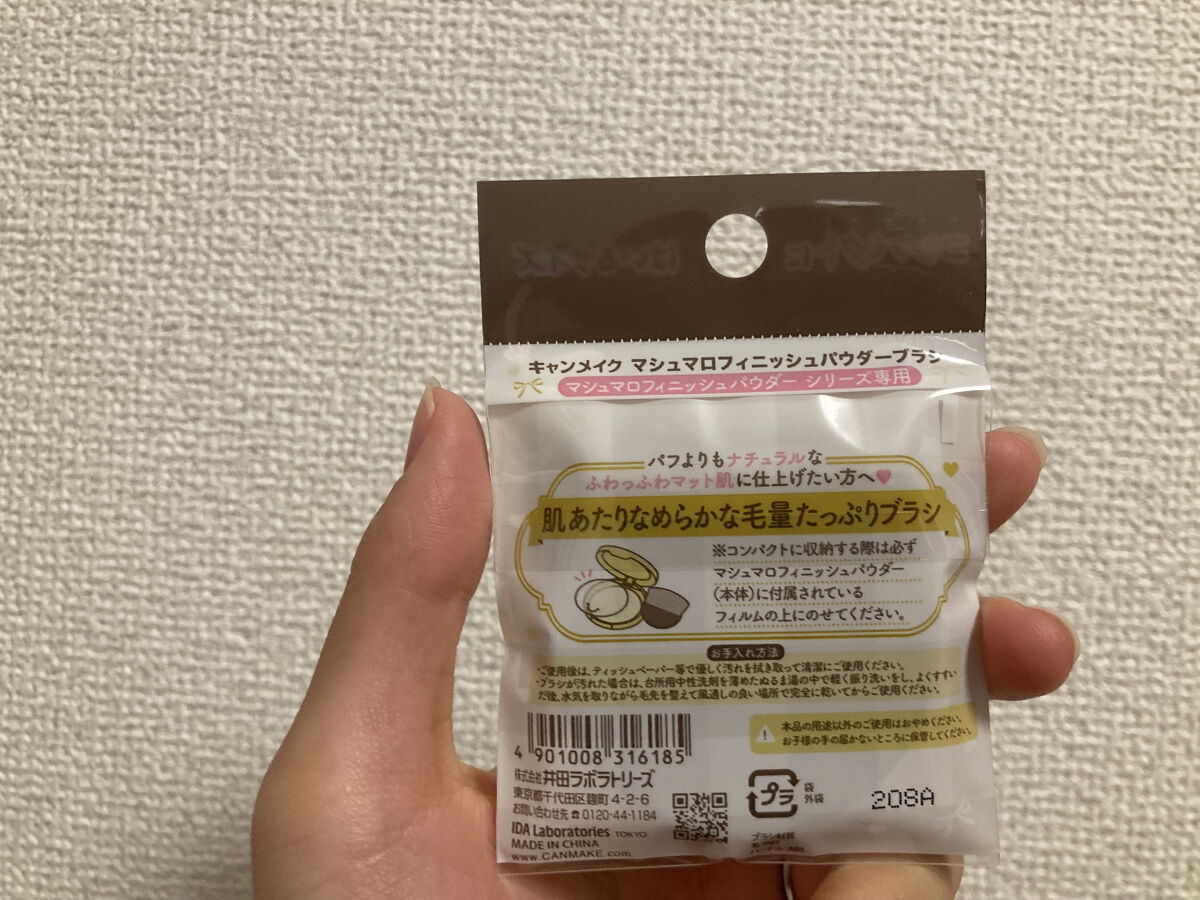 キャンメイク マシュマロフィニッシュパウダーブラシ
マシュマロフィニッシュパウダー シリーズ専用
パフよりもナチュラルな
ふわっふわマット肌に仕上げたい方へ♥
肌あたりなめらかな毛量たっぷりブラシ
※コンパクトに収納する際は必ず
マシュマロフィニッシュパウダー
(本体)に付属されている
フィルムの上にのせてください。
お手入れ方法
・ご使用後は、ティッシュペーパー等で優しく汚れを拭き取って清潔にご使用ください。
・ブラシが汚れた場合は、台所用中性洗剤を薄めたぬるま湯の中で軽く振り洗いをし、よくすすい
だ後、水気を取りながら毛先を整えて風通しの良い場所で完全に乾いてからご使用ください。
本品の用途以外のご使用はおやめください。
お子様の手の届かないところに保管してください。
4 901008 316185
株式会社 井田ラボラトリーズ
東京都千代田区麹町4-2-6
お問い合わせ先 ☎ 0120-44-1184
IDA Laboratories TOKYO
MADE IN CHINA
www.CANMAKE.com
プラ
袋
外袋
208A
ブラシ材質